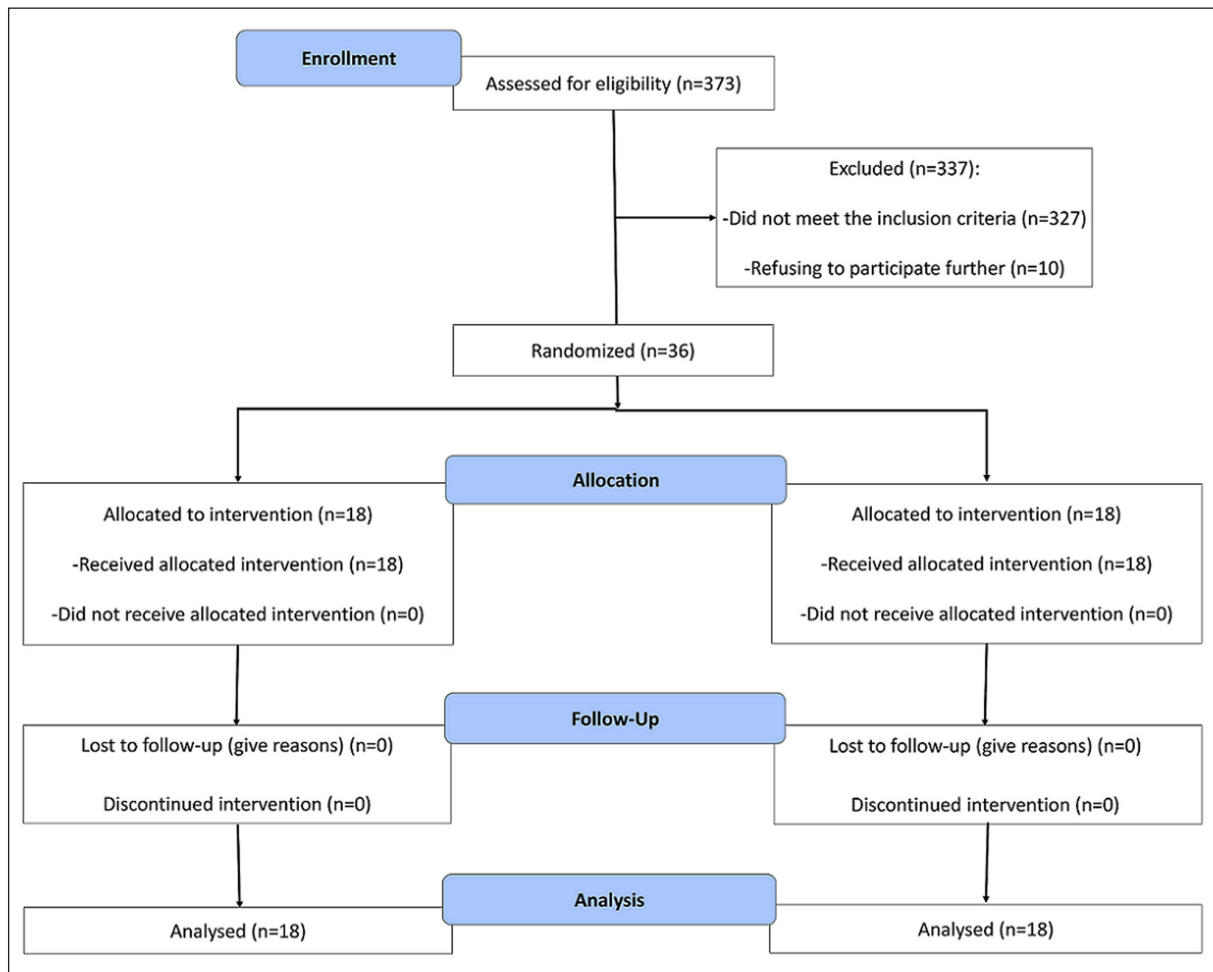 Enrollment
Assessed for eligibility (n=373)
Excluded (n=337):
-Did not meet the inclusion criteria (n=327)
-Refusing to participate further (n=10)
Randomized (n=36)
Allocation
Allocated to intervention (n=18)
-Received allocated intervention (n=18)
-Did not receive allocated intervention (n=0)
Allocated to intervention (n=18)
-Received allocated intervention (n=18)
-Did not receive allocated intervention (n=0)
Follow-Up
Lost to follow-up (give reasons) (n=0)
Discontinued intervention (n=0)
Lost to follow-up (give reasons) (n=0)
Discontinued intervention (n=0)
Analysis
Analysed (n=18)
Analysed (n=18)